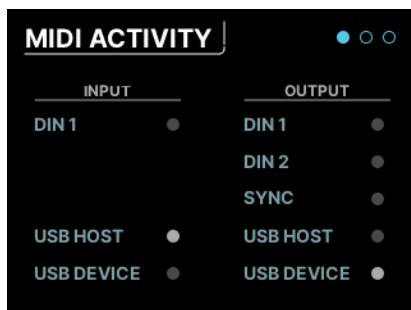 MIDI ACTIVITY
INPUT OUTPUT
DIN 1 DIN 1
DIN 2
SYNC
USB HOST USB HOST
USB DEVICE USB DEVICE